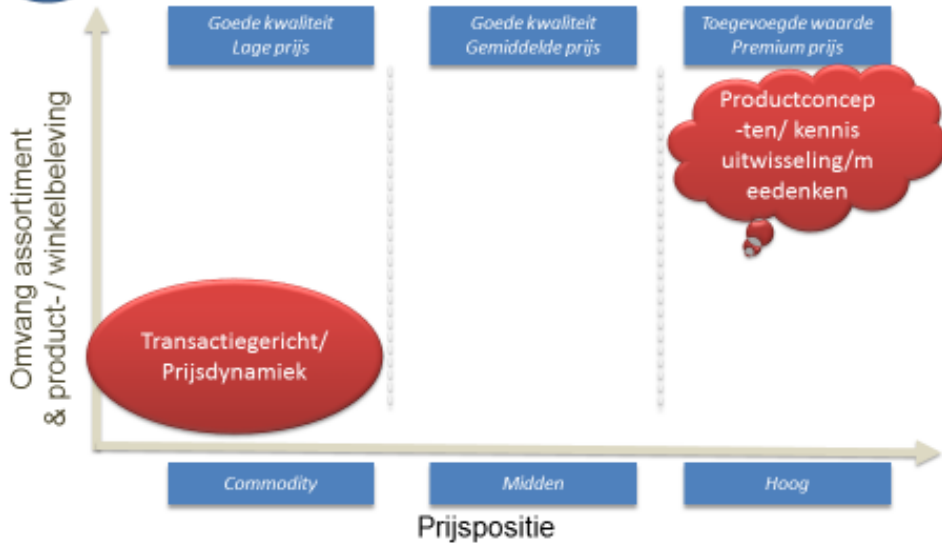 Goede kwaliteit
Lage prijs
Goede kwaliteit
Gemiddelde prijs
Toegevoegde waarde
Premium prijs
Omvang assortiment
& product- / winkelbeleving
Productconcep
-ten/ kennis
uitwisseling/m
eedenken
Transactiegericht/
Prijsdynamiek
Commodity
Midden
Hoog
Prijspositie